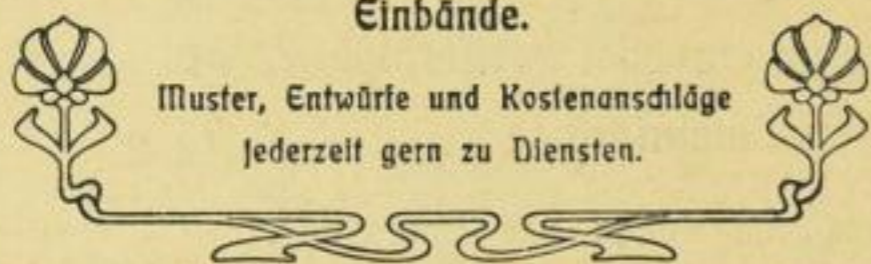 Einbände.
Muster, Entwürfe und Kostenanschläge
jederzeit gern zu Diensten.